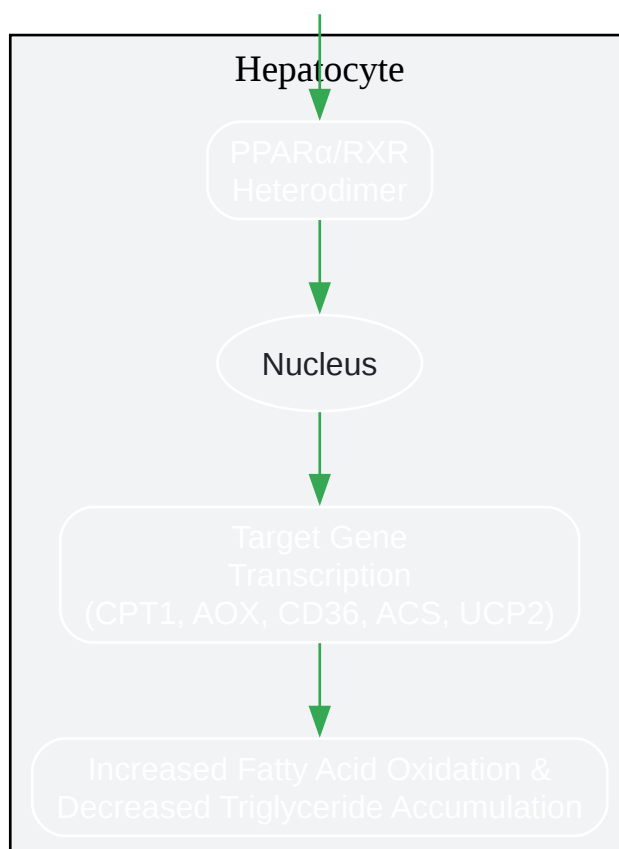 Hepatocyte
PPARα/RXR
Heterodimer
Nucleus
Target Gene
Transcription
(CPT1, AOX, CD36, ACS, UCP2)
Increased Fatty Acid Oxidation &
Decreased Triglyceride Accumulation